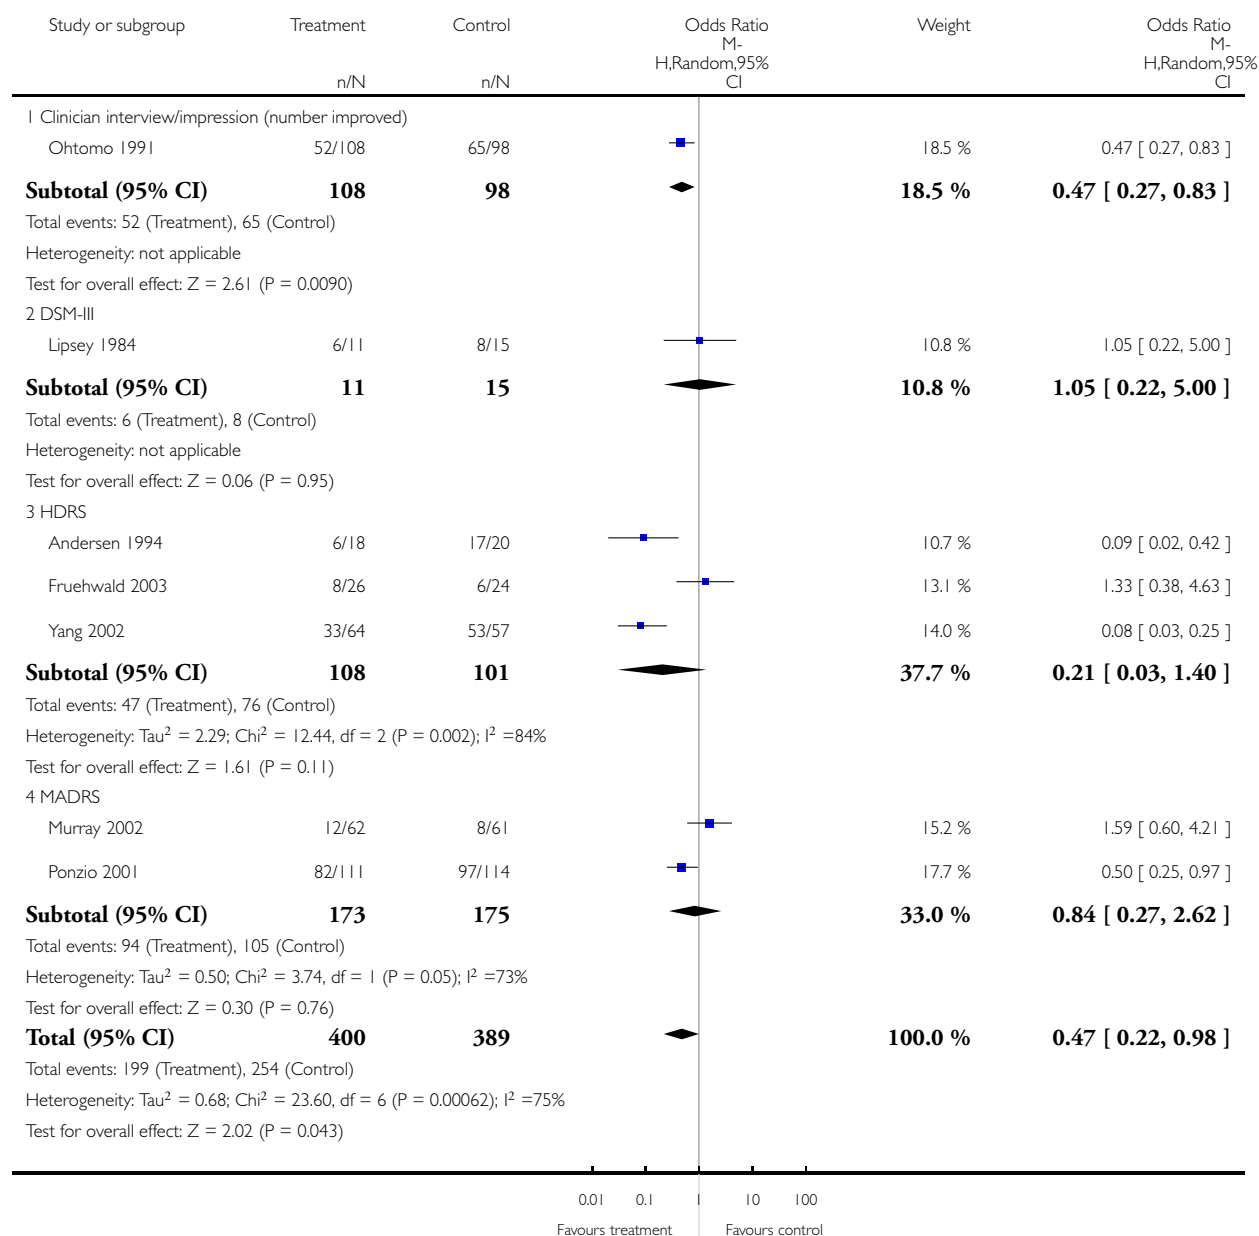 Study or subgroup Treatment Control Odds Ratio Weight Odds Ratio
M- M-
H,Random,95% H,Random,95%
n/N n/N CI CI
1 Clinician interview/impression (number improved)
Ohtomo 1991 52/108 65/98 18.5 % 0.47 [ 0.27, 0.83 ]
Subtotal (95% CI) 108 98 18.5 % 0.47 [ 0.27, 0.83 ]
Total events: 52 (Treatment), 65 (Control)
Heterogeneity: not applicable
Test for overall effect: Z = 2.61 (P = 0.0090)
2 DSM-III
Lipsey 1984 6/11 8/15 10.8 % 1.05 [ 0.22, 5.00 ]
Subtotal (95% CI) 11 15 10.8 % 1.05 [ 0.22, 5.00 ]
Total events: 6 (Treatment), 8 (Control)
Heterogeneity: not applicable
Test for overall effect: Z = 0.06 (P = 0.95)
3 HDRS
Andersen 1994 6/18 17/20 10.7 % 0.09 [ 0.02, 0.42 ]
Fruehwald 2003 8/26 6/24 13.1 % 1.33 [ 0.38, 4.63 ]
Yang 2002 33/64 53/57 14.0 % 0.08 [ 0.03, 0.25 ]
Subtotal (95% CI) 108 101 37.7 % 0.21 [ 0.03, 1.40 ]
Total events: 47 (Treatment), 76 (Control)
Heterogeneity: Tau² = 2.29; Chi² = 12.44, df = 2 (P = 0.002); I² =84%
Test for overall effect: Z = 1.61 (P = 0.11)
4 MADRS
Murray 2002 12/62 8/61 15.2 % 1.59 [ 0.60, 4.21 ]
Ponzio 2001 82/111 97/114 17.7 % 0.50 [ 0.25, 0.97 ]
Subtotal (95% CI) 173 175 33.0 % 0.84 [ 0.27, 2.62 ]
Total events: 94 (Treatment), 105 (Control)
Heterogeneity: Tau² = 0.50; Chi² = 3.74, df = 1 (P = 0.05); I² =73%
Test for overall effect: Z = 0.30 (P = 0.76)
Total (95% CI) 400 389 100.0 % 0.47 [ 0.22, 0.98 ]
Total events: 199 (Treatment), 254 (Control)
Heterogeneity: Tau² = 0.68; Chi² = 23.60, df = 6 (P = 0.00062); I² =75%
Test for overall effect: Z = 2.02 (P = 0.043)
0.01 0.1 1 10 100
Favours treatment Favours control